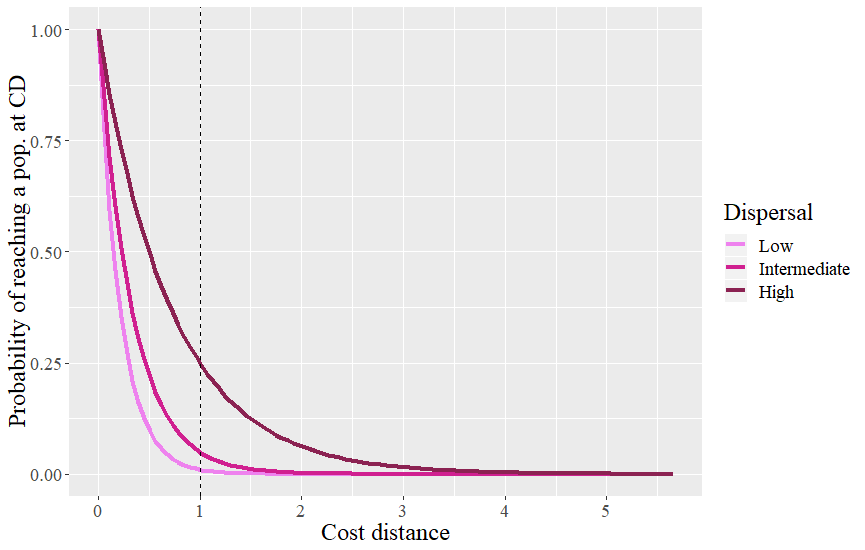 Probability of reaching a pop. at CD
1.00
0.75
0.50
0.25
0.00
0 1 2 3 4 5
Cost distance
Dispersal
Low
Intermediate
High